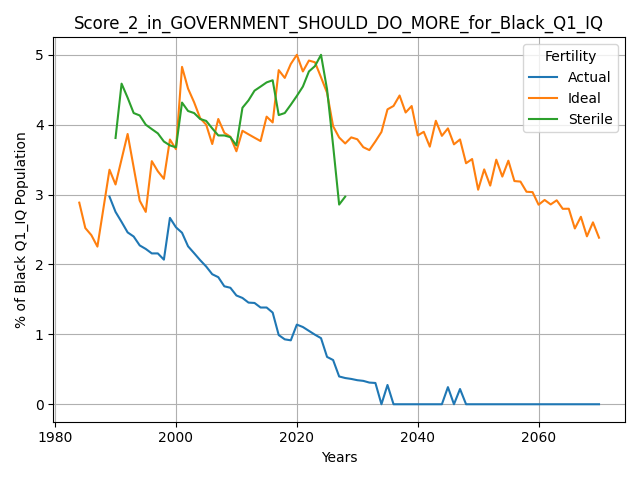 Score_2_in_GOVERNMENT_SHOULD_DO_MORE_for_Black_Q1_IQ
% of Black Q1_IQ Population
5
4
3
2
1
0
Fertility
Actual
Ideal
Sterile
1980 2000 2020 2040 2060
Years